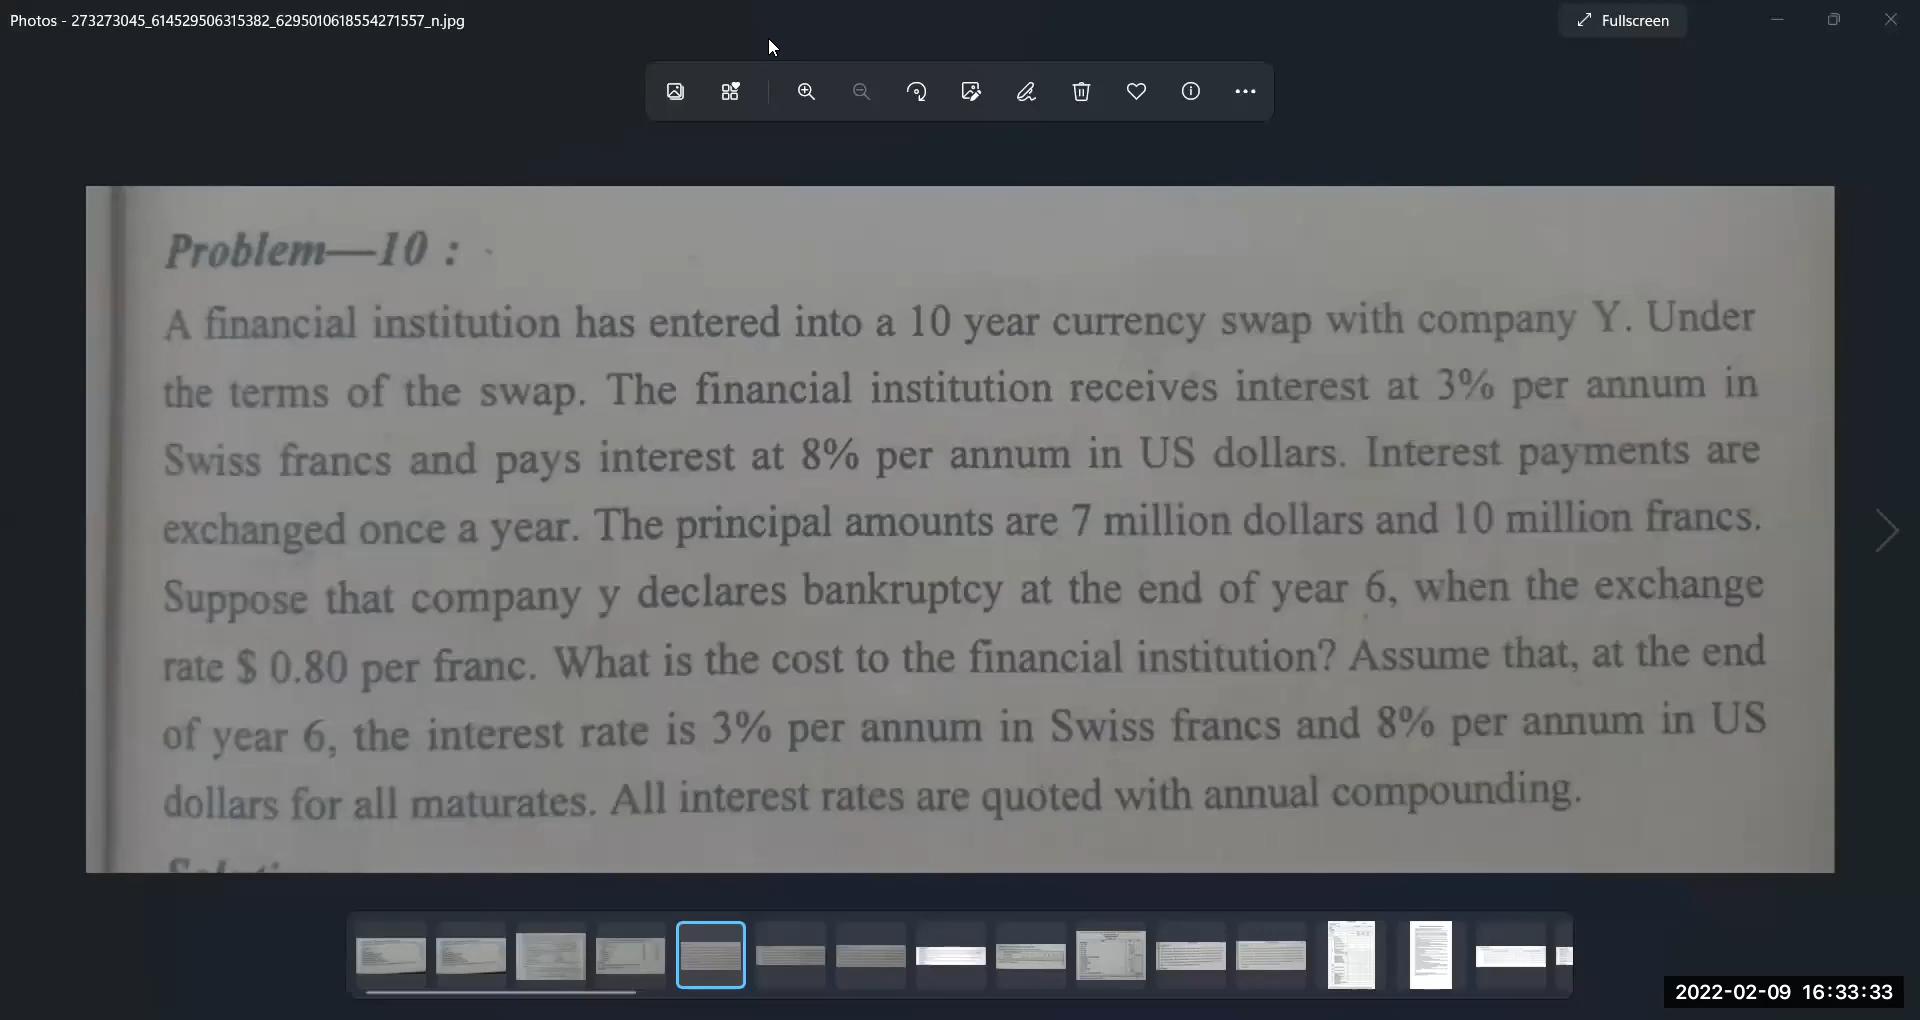 Photos - 273273045_614529506315382_6295010618554271557_n.jpg
Fullscreen
Problem—10 :
A financial institution has entered into a 10 year currency swap with company Y. Under
the terms of the swap. The financial institution receives interest at 3% per annum in
Swiss francs and pays interest at 8% per annum in US dollars. Interest payments are
exchanged once a year. The principal amounts are 7 million dollars and 10 million francs.
Suppose that company y declares bankruptcy at the end of year 6, when the exchange
rate $ 0.80 per franc. What is the cost to the financial institution? Assume that, at the end
of year 6, the interest rate is 3% per annum in Swiss francs and 8% per annum in US
dollars for all maturates. All interest rates are quoted with annual compounding.
2022-02-09 16:33:33